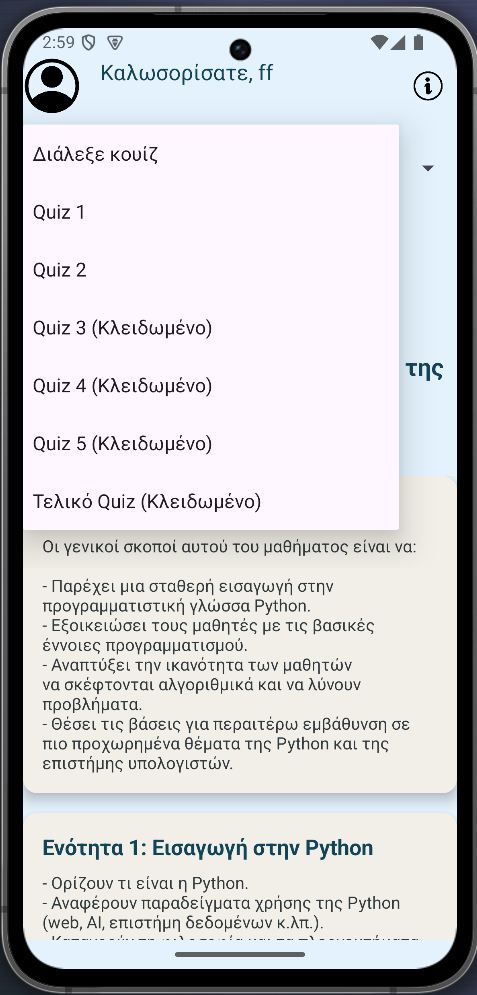 2:59
Καλωσορίσατε, ff
Διάλεξε κουίζ
Quiz 1
Quiz 2
Quiz 3 (Κλειδωμένο)
Quiz 4 (Κλειδωμένο)
Quiz 5 (Κλειδωμένο)
Τελικό Quiz (Κλειδωμένο)
της
Οι γενικοί σκοποί αυτού του μαθήματος είναι να:
- Παρέχει μια σταθερή εισαγωγή στην
προγραμματιστική γλώσσα Python.
- Εξοικειώσει τους μαθητές με τις βασικές
έννοιες προγραμματισμού.
- Αναπτύξει την ικανότητα των μαθητών
να σκέφτονται αλγοριθμικά και να λύνουν
προβλήματα.
- Θέσει τις βάσεις για περαιτέρω εμβάθυνση σε
πιο προχωρημένα θέματα της Python και της
επιστήμης υπολογιστών.
Ενότητα 1: Εισαγωγή στην Python
- Ορίζουν τι είναι η Python.
- Αναφέρουν παραδείγματα χρήσης της Python
(web, AI, επιστήμη δεδομένων κ.λπ.).